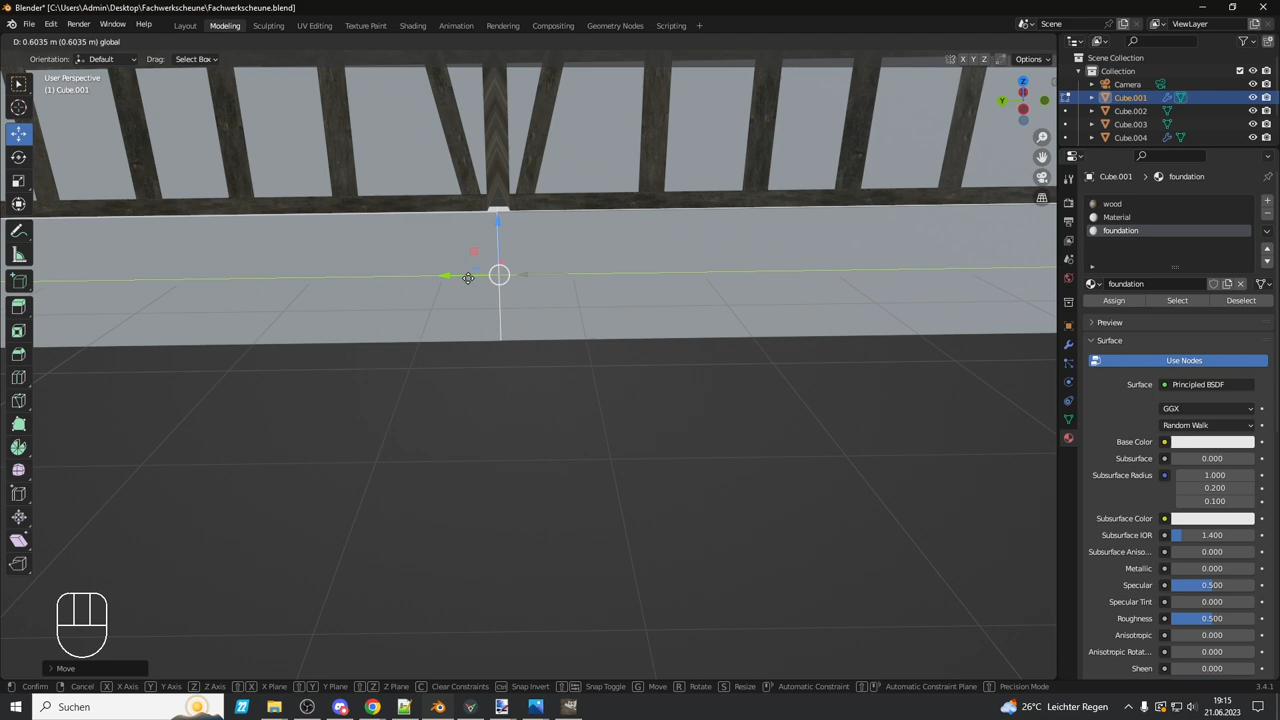 Blender* [C:\Users\Admin\Desktop\Fachwerkscheune\Fachwerkscheune.blend]
File Edit Render Window Help Layout Modeling Sculpting UV Editing Texture Paint Shading Animation Rendering Compositing Geometry Nodes Scripting + Scene ViewLayer
D: 0.6035 m (0.6035 m) global
Orientation: Default Drag: Select Box X Y Z Options
User Perspective
(1) Cube.001
Z
Y
Scene Collection
Collection
Camera
Cube.001
Cube.002
Cube.003
Cube.004
Cube.001 > foundation
wood
Material
foundation
foundation
Assign Select Deselect
Preview
Surface
Use Nodes
Surface Principled BSDF
GGX
Random Walk
Base Color
Subsurface 0.000
Subsurface Radius 1.000
0.200
0.100
Subsurface Color
Subsurface IOR 1.400
Subsurface Aniso... 0.000
Metallic 0.000
Specular 0.500
Specular Tint 0.000
Roughness 0.500
Anisotropic 0.000
Anisotropic Rotat... 0.000
Sheen 0.000
Move
Confirm Cancel X X Axis Y Y Axis Z Z Axis X X Plane Y Y Plane Z Z Plane C Clear Constraints Ctrl Snap Invert Snap Toggle G Move R Rotate S Resize Automatic Constraint Automatic Constraint Plane Precision Mode 3.4.1
Suchen 26°C Leichter Regen 19:15
21.06.2023